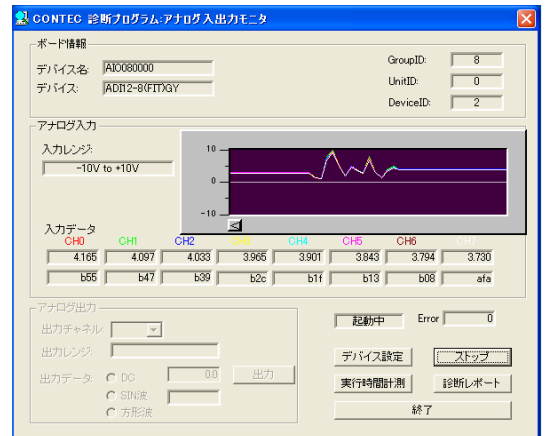 CONTEC 診断プログラム:アナログ入出力モニタ
ボード情報
デバイス名: AIO080000
デバイス: ADI12-8(FIT)GY
GroupID: 8
UnitID: 0
DeviceID: 2
アナログ入力
入力レンジ:
-10V to +10V
10
0
-10
入力データ
CH0 CH1 CH2 CH3 CH4 CH5 CH6 CH7
4.165 4.097 4.033 3.965 3.901 3.843 3.794 3.730
b55 b47 b39 b2c b1f b13 b08 afa
アナログ出力
出力チャネル:
出力レンジ:
出力データ: DC 0.0 出力
SIN波
方形波
起動中 Error 0
デバイス設定 ストップ
実行時間計測 診断レポート
終了